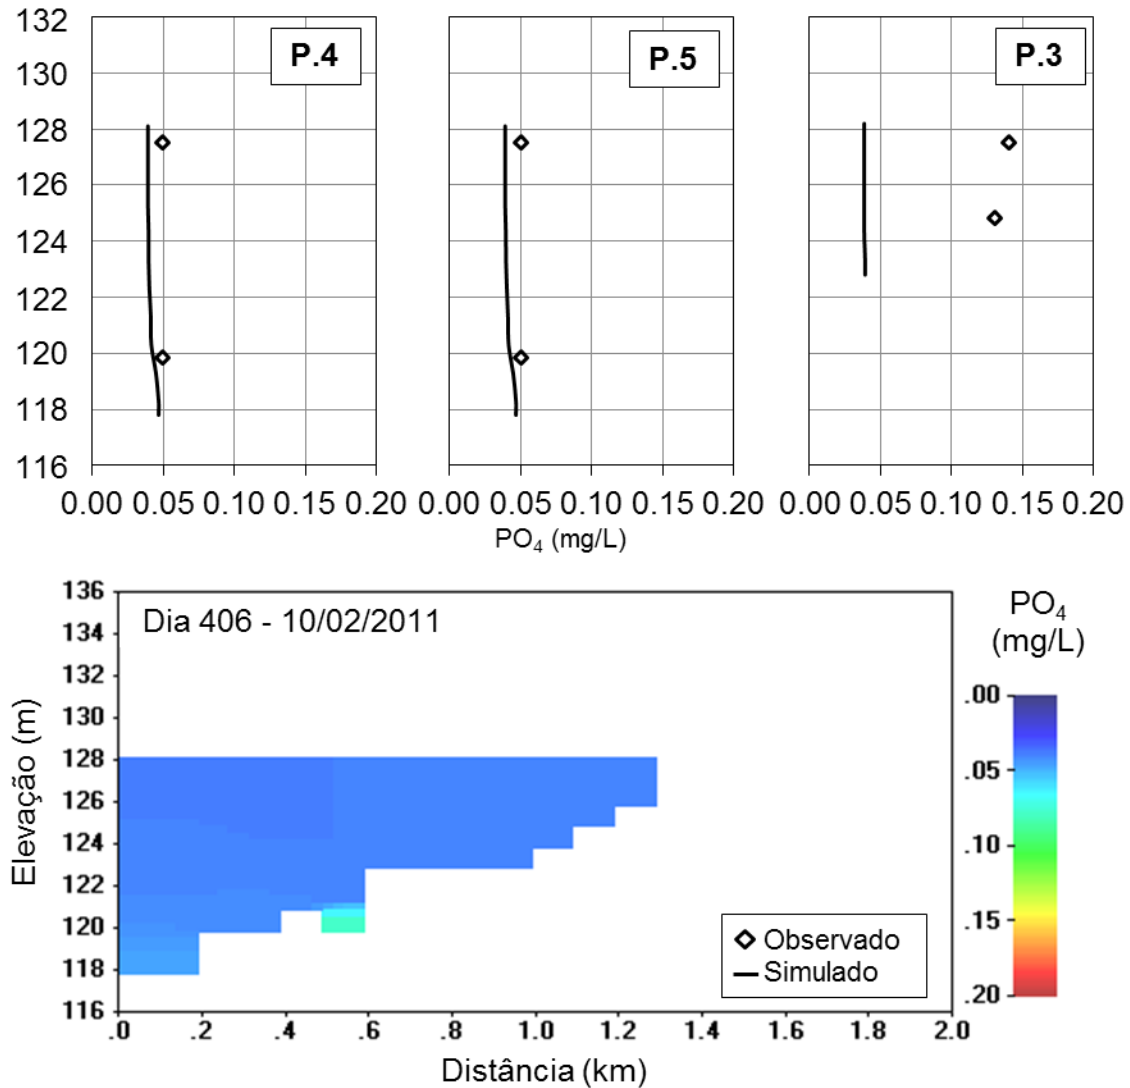 132
130
128
126
124
122
120
118
116
P.4
P.5
P.3
0.00 0.05 0.10 0.15 0.20 0.00 0.05 0.10 0.15 0.20 0.00 0.05 0.10 0.15 0.20
PO₄ (mg/L)
136
134
132
130
128
126
124
122
120
118
116
Elevação (m)
Dia 406 - 10/02/2011
PO₄
(mg/L)
.00
.05
.10
.15
.20
Observado
Simulado
.0 .2 .4 .6 .8 1.0 1.2 1.4 1.6 1.8 2.0
Distância (km)